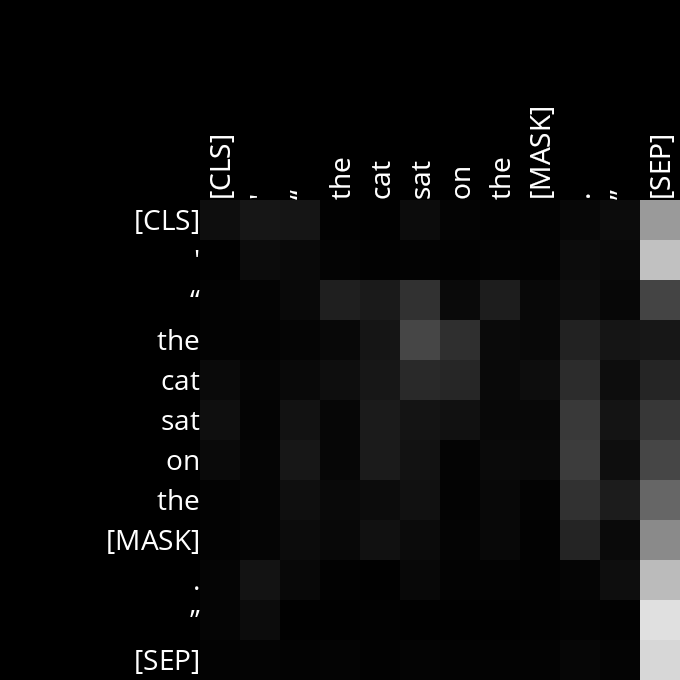 [CLS] ' “ the cat sat on the [MASK] . ” [SEP]
[CLS]
'
“
the
cat
sat
on
the
[MASK]
.
”
[SEP]